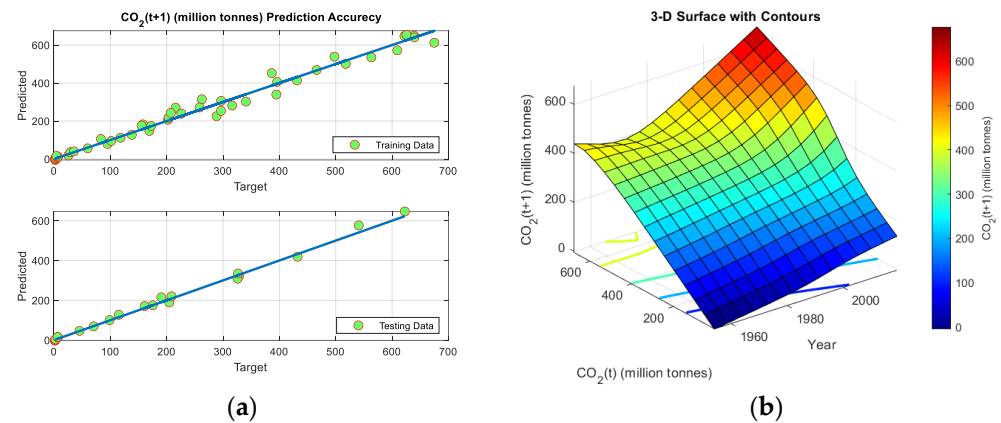 CO2(t+1) (million tonnes) Prediction Accurecy
600
400
200
0
Predicted
0 100 200 300 400 500 600 700
Target
Training Data
600
400
200
0
Predicted
0 100 200 300 400 500 600 700
Target
Testing Data
(a)
3-D Surface with Contours
CO2(t+1) (million tonnes)
600
400
200
0
600
400
200
CO2(t) (million tonnes)
1960
1980
2000
Year
600
500
400
300
200
100
0
CO2(t+1) (million tonnes)
(b)